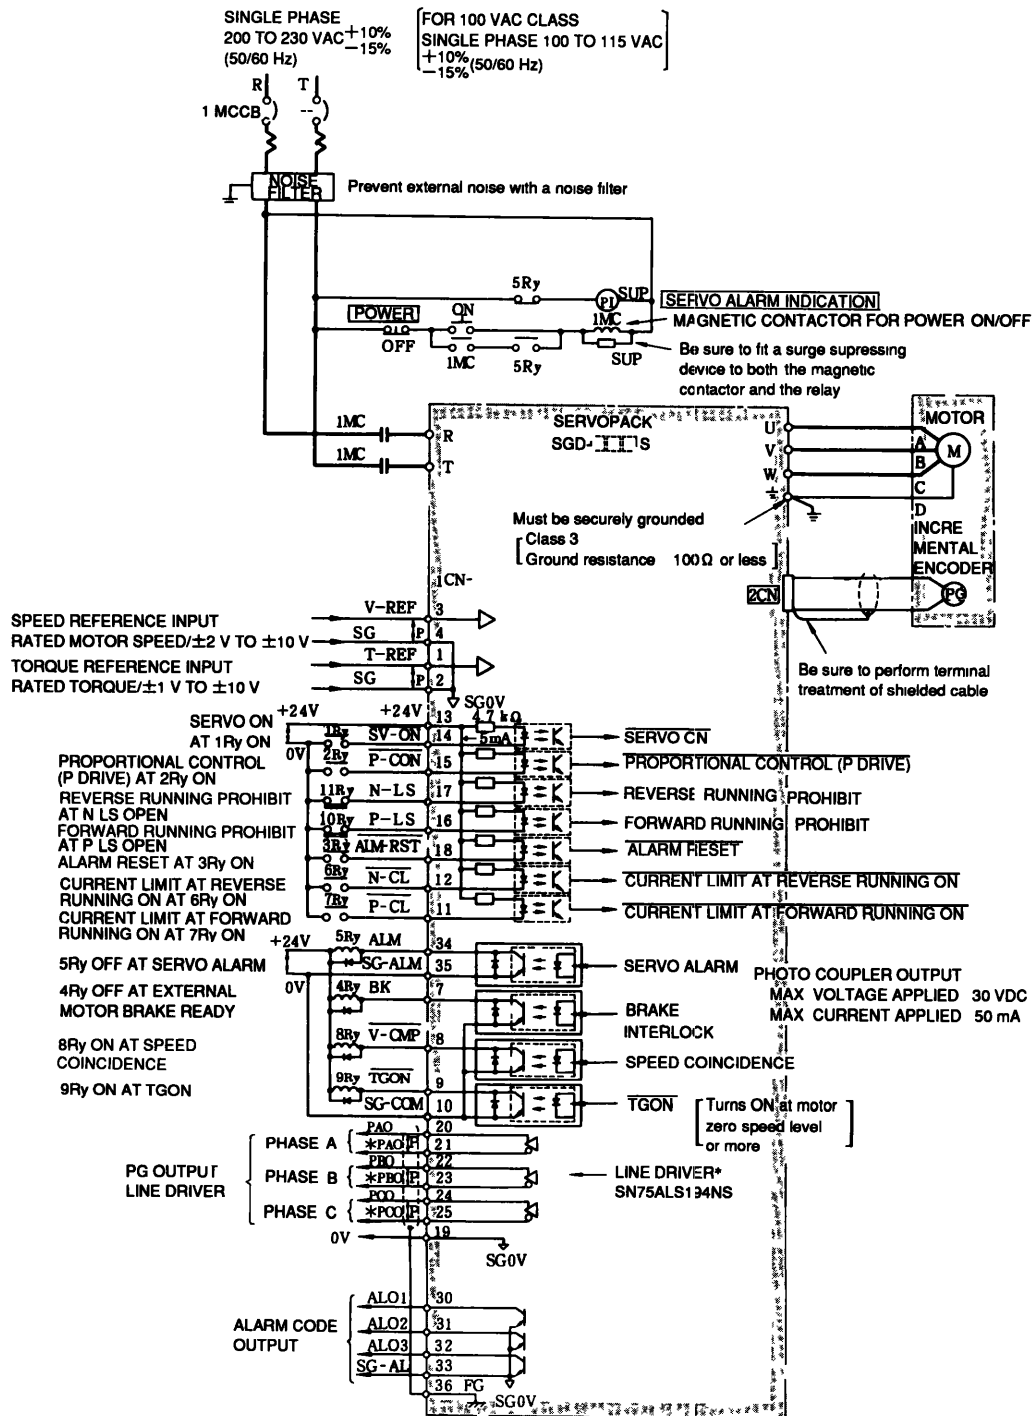 SINGLE PHASE
200 TO 230 VAC +10%
−15%
(50/60 Hz)
FOR 100 VAC CLASS
SINGLE PHASE 100 TO 115 VAC
+10%
−15% (50/60 Hz)
R T
1 MCCB
NOISE
FILTER
Prevent external noise with a noise filter
5Ry
PI
SUP
SERVO ALARM INDICATION
POWER
ON
1MC
MAGNETIC CONTACTOR FOR POWER ON/OFF
OFF
1MC
5Ry
SUP
Be sure to fit a surge supressing
device to both the magnetic
contactor and the relay
SERVOPACK
SGD-S
1MC
R
1MC
T
U
V
W
MOTOR
A
M
B
C
D
Must be securely grounded
Class 3
Ground resistance 100Ω or less
INCRE
MENTAL
ENCODER
2CN
PG
Be sure to perform terminal
treatment of shielded cable
1CN-
SPEED REFERENCE INPUT
V-REF 3
RATED MOTOR SPEED/±2 V TO ±10 V
SG P 4
TORQUE REFERENCE INPUT
T-REF 1
RATED TORQUE/±1 V TO ±10 V
SG P 2
SG0V
+24V +24V 13 4.7 kΩ
SERVO ON
AT 1Ry ON
1Ry SV-ON 14 5mA
SERVO CN
0V
PROPORTIONAL CONTROL
(P DRIVE) AT 2Ry ON
2Ry P-CON 15
PROPORTIONAL CONTROL (P DRIVE)
REVERSE RUNNING PROHIBIT
AT N LS OPEN
11Ry N-LS 17
REVERSE RUNNING PROHIBIT
FORWARD RUNNING PROHIBIT
AT P LS OPEN
10Ry P-LS 16
FORWARD RUNNING PROHIBIT
ALARM RESET AT 3Ry ON
3Ry ALM-RST 18
ALARM RESET
CURRENT LIMIT AT REVERSE
RUNNING ON AT 6Ry ON
6Ry N-CL 12
CURRENT LIMIT AT REVERSE RUNNING ON
CURRENT LIMIT AT FORWARD
RUNNING ON AT 7Ry ON
7Ry P-CL 11
CURRENT LIMIT AT FORWARD RUNNING ON
+24V
5Ry ALM 34
5Ry OFF AT SERVO ALARM
SG-ALM 35
SERVO ALARM
0V
PHOTO COUPLER OUTPUT
MAX VOLTAGE APPLIED 30 VDC
MAX CURRENT APPLIED 50 mA
4Ry OFF AT EXTERNAL
MOTOR BRAKE READY
4Ry BK 7
BRAKE
INTERLOCK
8Ry ON AT SPEED
COINCIDENCE
8Ry V-CMP 8
SPEED COINCIDENCE
9Ry ON AT TGON
9Ry TGON 9
SG-COM 10
TGON
Turns ON at motor
zero speed level
or more
PG OUTPUT
LINE DRIVER
PHASE A
PAO 20
*PAO P 21
PHASE B
PBO 22
*PBO P 23
PHASE C
PCO 24
*PCO P 25
LINE DRIVER*
SN75ALS194NS
0V 19
SG0V
ALARM CODE
OUTPUT
ALO1 30
ALO2 31
ALO3 32
SG-AL 33
36 FG
SG0V